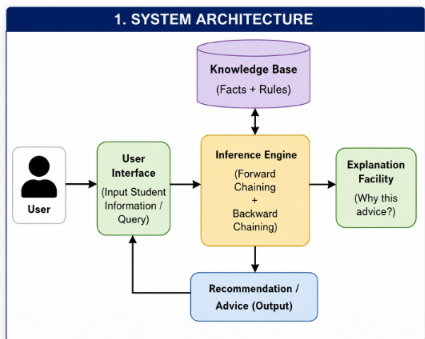 1. SYSTEM ARCHITECTURE
Knowledge Base
(Facts + Rules)
User
User
Interface
(Input Student
Information /
Query)
Inference Engine
(Forward
Chaining
+
Backward
Chaining)
Explanation
Facility
(Why this
advice?)
Recommendation /
Advice (Output)